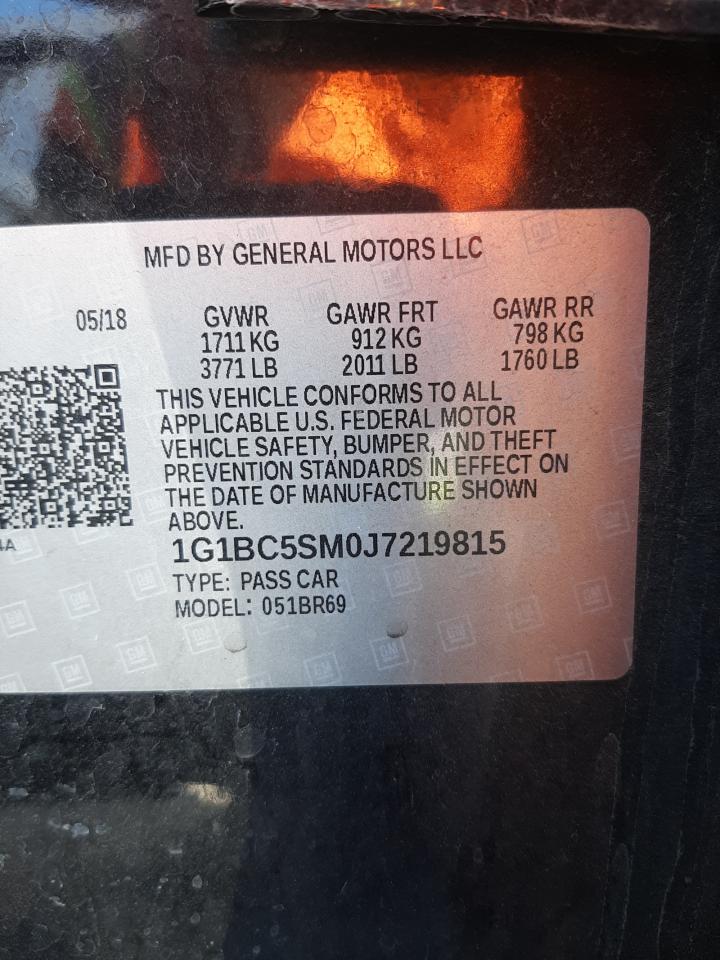 MFD BY GENERAL MOTORS LLC
05/18 GVWR GAWR FRT GAWR RR
1711 KG 912 KG 798 KG
3771 LB 2011 LB 1760 LB
THIS VEHICLE CONFORMS TO ALL
APPLICABLE U.S. FEDERAL MOTOR
VEHICLE SAFETY, BUMPER, AND THEFT
PREVENTION STANDARDS IN EFFECT ON
THE DATE OF MANUFACTURE SHOWN
ABOVE.
1G1BC5SM0J7219815
TYPE: PASS CAR
MODEL: 051BR69